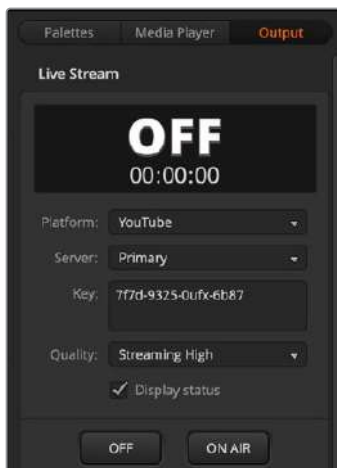 Palettes Media Player Output
Live Stream
OFF
00:00:00
Platform: YouTube
Server: Primary
Key: 7f7d-9325-0ufx-6b87
Quality: Streaming High
Display status
OFF ON AIR